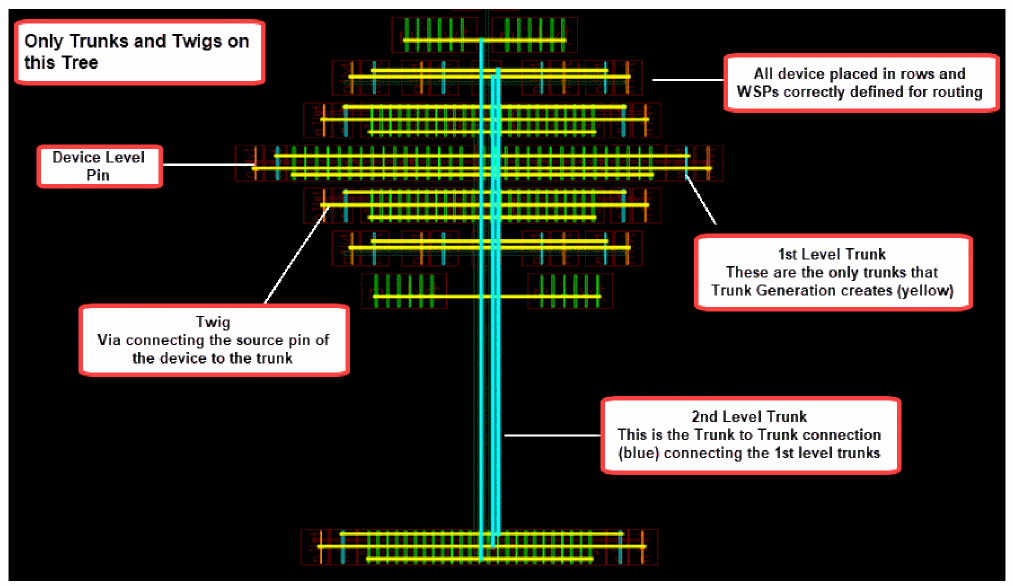 Only Trunks and Twigs on
this Tree
All device placed in rows and
WSPs correctly defined for routing
Device Level
Pin
1st Level Trunk
These are the only trunks that
Trunk Generation creates (yellow)
Twig
Via connecting the source pin of
the device to the trunk
2nd Level Trunk
This is the Trunk to Trunk connection
(blue) connecting the 1st level trunks